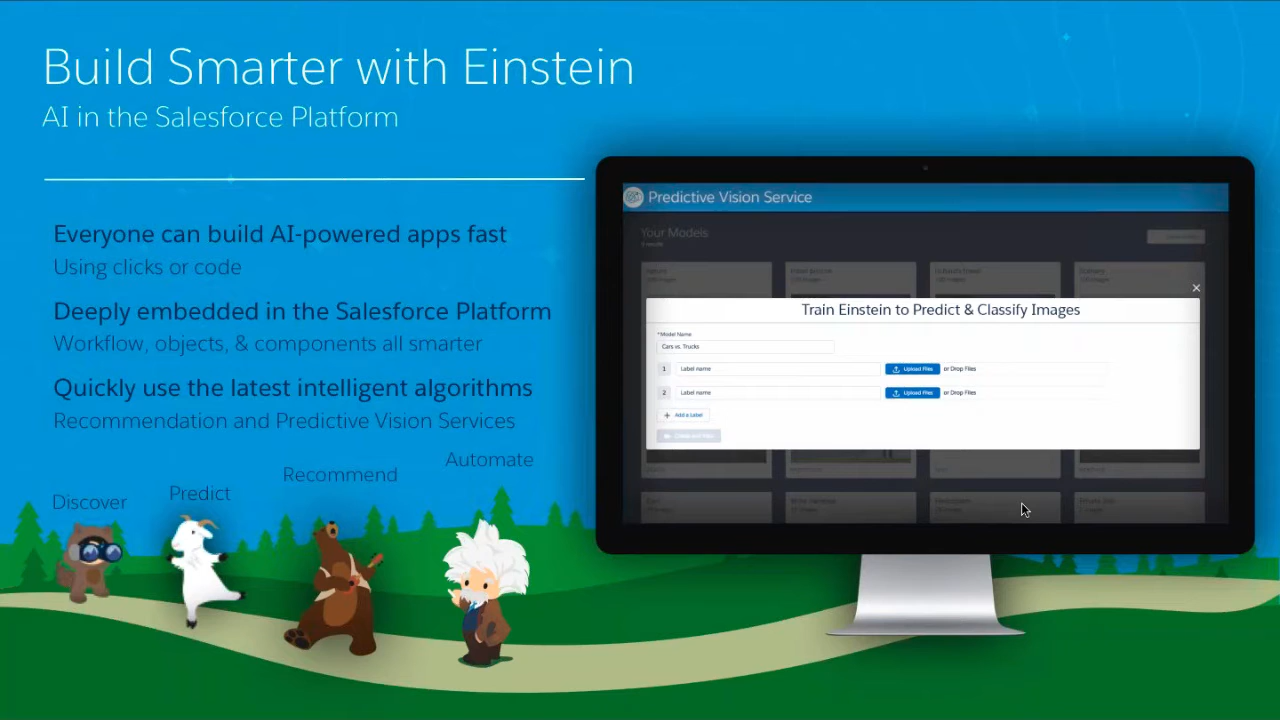 Build Smarter with Einstein
AI in the Salesforce Platform
Everyone can build AI-powered apps fast
Using clicks or code
Deeply embedded in the Salesforce Platform
Workflow, objects, & components all smarter
Quickly use the latest intelligent algorithms
Recommendation and Predictive Vision Services
Discover
Predict
Recommend
Automate
Predictive Vision Service
Your Models
Train Einstein to Predict & Classify Images
*Model Name
Cars vs. Trucks
1 Label name Upload Files or Drop Files
2 Label name Upload Files or Drop Files
Add a Label